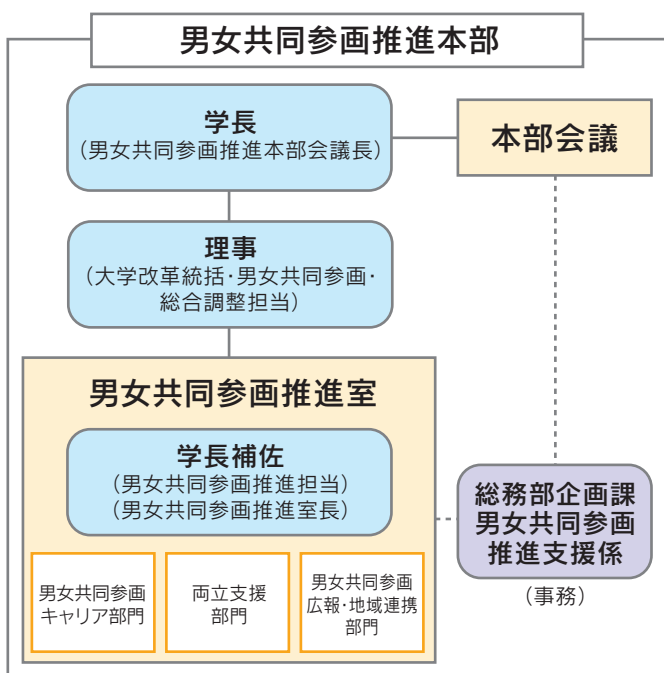 男女共同参画推進本部
学長
(男女共同参画推進本部会議長)
本部会議
理事
(大学改革統括・男女共同参画・
総合調整担当)
男女共同参画推進室
学長補佐
(男女共同参画推進担当)
(男女共同参画推進室長)
総務部企画課
男女共同参画
推進支援係
(事務)
男女共同参画
キャリア部門
両立支援
部門
男女共同参画
広報・地域連携
部門